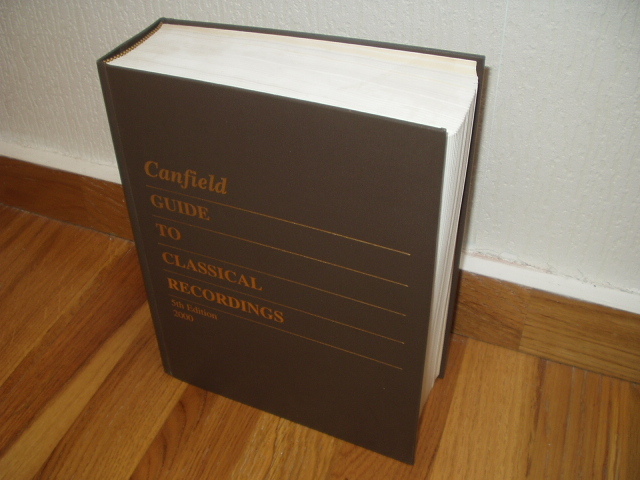 Canfield
GUIDE
TO
CLASSICAL
RECORDINGS
5th Edition
2000